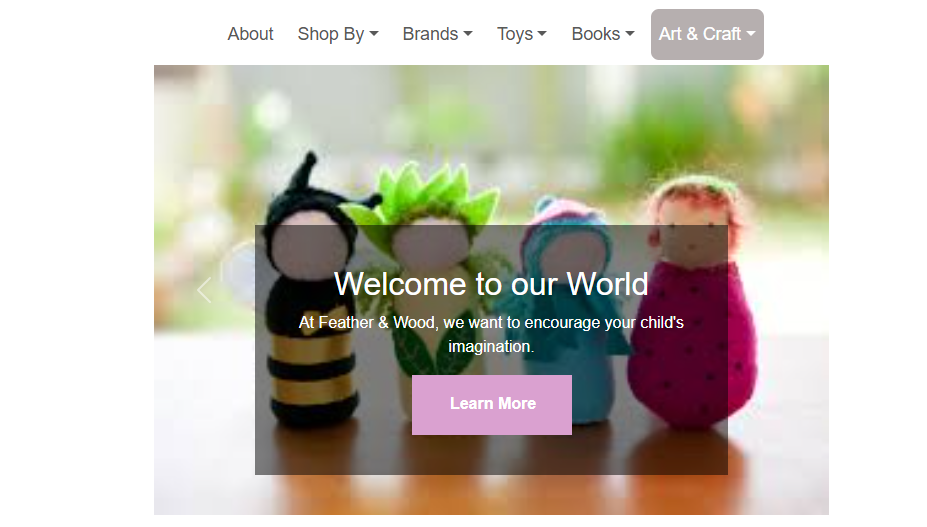 About Shop By Brands Toys Books Art & Craft
Welcome to our World
At Feather & Wood, we want to encourage your child's
imagination.
Learn More